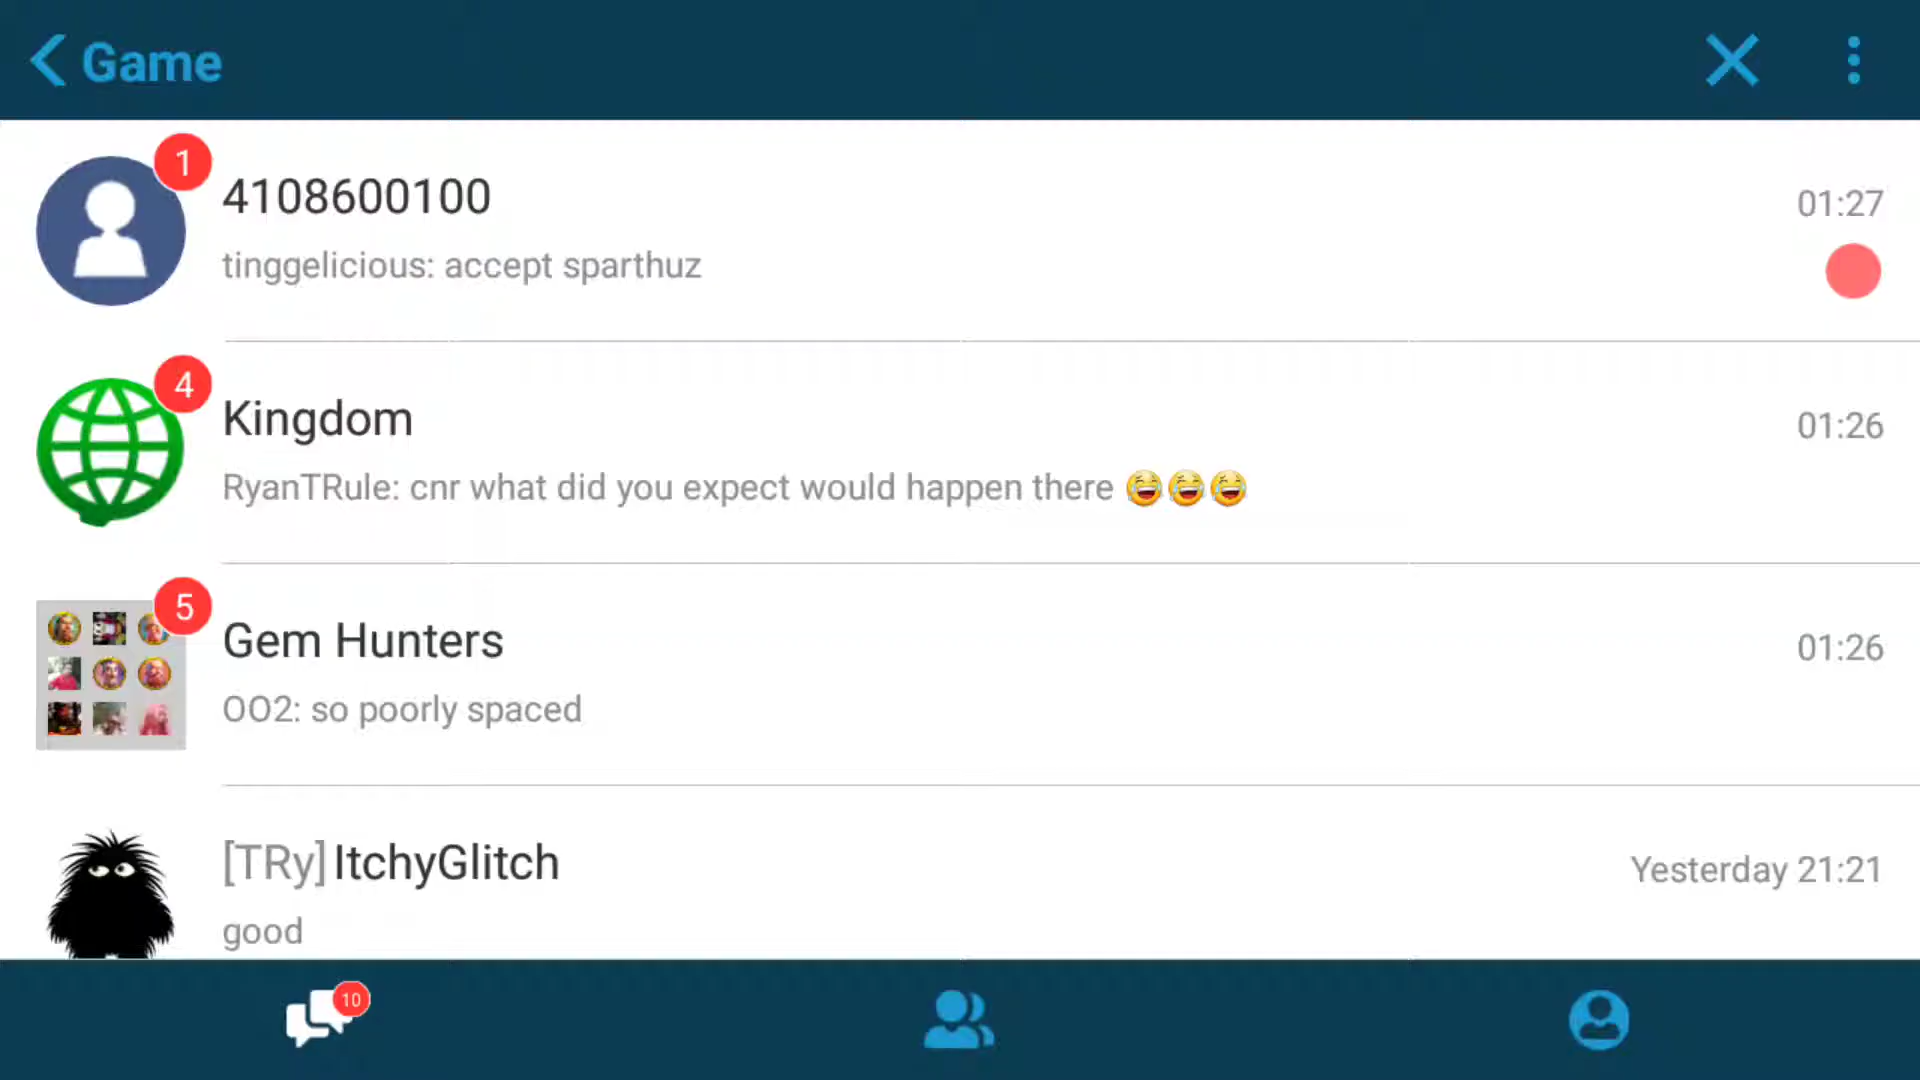 Game
1
4108600100
01:27
tinggelicious: accept sparthuz
4
Kingdom
01:26
RyanTRule: cnr what did you expect would happen there 😂😂😂
5
Gem Hunters
01:26
OO2: so poorly spaced
[TRy]ItchyGlitch
Yesterday 21:21
good
10